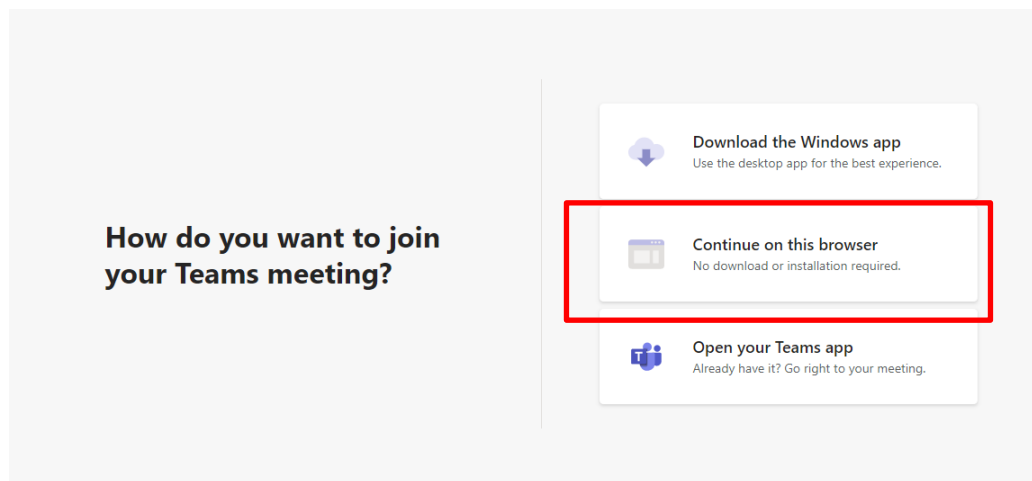 How do you want to join
your Teams meeting?
Download the Windows app
Use the desktop app for the best experience.
Continue on this browser
No download or installation required.
T
Open your Teams app
Already have it? Go right to your meeting.